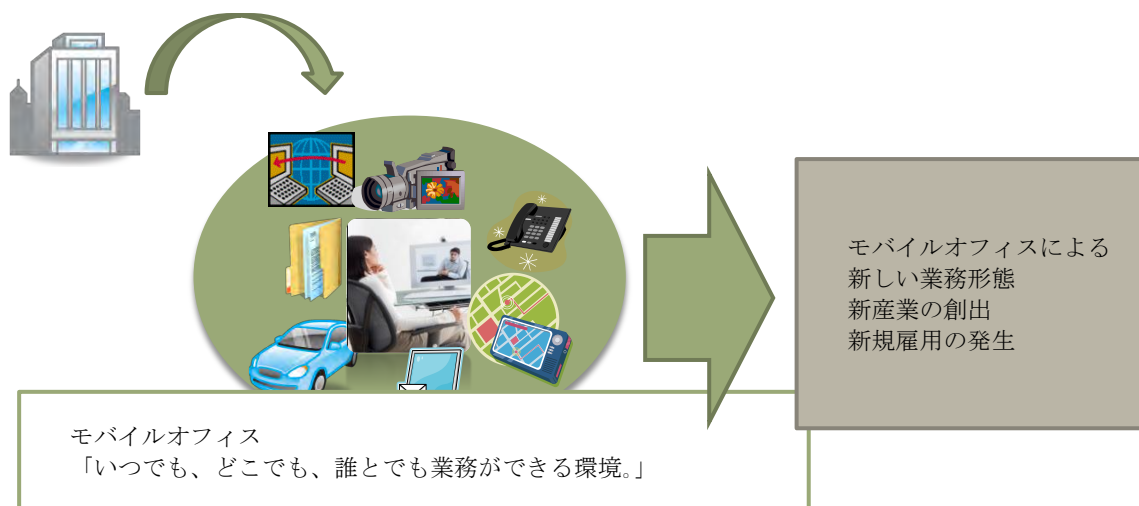 モバイルオフィスによる
新しい業務形態
新産業の創出
新規雇用の発生
モバイルオフィス
「いつでも、どこでも、誰とでも業務ができる環境。」